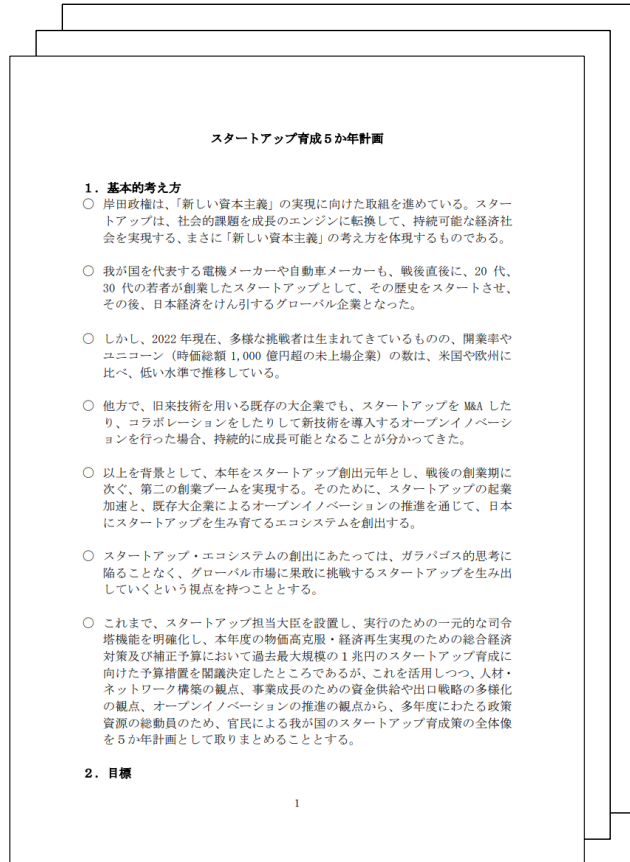 スタートアップ育成５か年計画
１．基本的考え方
○ 岸田政権は、「新しい資本主義」の実現に向けた取組を進めている。スター
トアップは、社会的課題を成長のエンジンに転換して、持続可能な経済社
会を実現する、まさに「新しい資本主義」の考え方を体現するものである。
○ 我が国を代表する電機メーカーや自動車メーカーも、戦後直後に、20 代、
30 代の若者が創業したスタートアップとして、その歴史をスタートさせ、
その後、日本経済をけん引するグローバル企業となった。
○ しかし、2022 年現在、多様な挑戦者は生まれてきているものの、開業率や
ユニコーン（時価総額 1,000 億円超の未上場企業）の数は、米国や欧州に
比べ、低い水準で推移している。
○ 他方で、旧来技術を用いる既存の大企業でも、スタートアップを M&A した
り、コラボレーションをしたりして新技術を導入するオープンイノベーシ
ョンを行った場合、持続的に成長可能となることが分かってきた。
○ 以上を背景として、本年をスタートアップ創出元年とし、戦後の創業期に
次ぐ、第二の創業ブームを実現する。そのために、スタートアップの起業
加速と、既存大企業によるオープンイノベーションの推進を通じて、日本
にスタートアップを生み育てるエコシステムを創出する。
○ スタートアップ・エコシステムの創出にあたっては、ガラパゴス的思考に
陥ることなく、グローバル市場に果敢に挑戦するスタートアップを生み出
していくという視点を持つこととする。
○ これまで、スタートアップ担当大臣を設置し、実行のための一元的な司令
塔機能を明確化し、本年度の物価高克服・経済再生実現のための総合経済
対策及び補正予算において過去最大規模の１兆円のスタートアップ育成に
向けた予算措置を閣議決定したところであるが、これを活用しつつ、人材・
ネットワーク構築の観点、事業成長のための資金供給や出口戦略の多様化
の観点、オープンイノベーションの推進の観点から、多年度にわたる政策
資源の総動員のため、官民による我が国のスタートアップ育成策の全体像
を５か年計画として取りまとめることとする。
２．目標
1